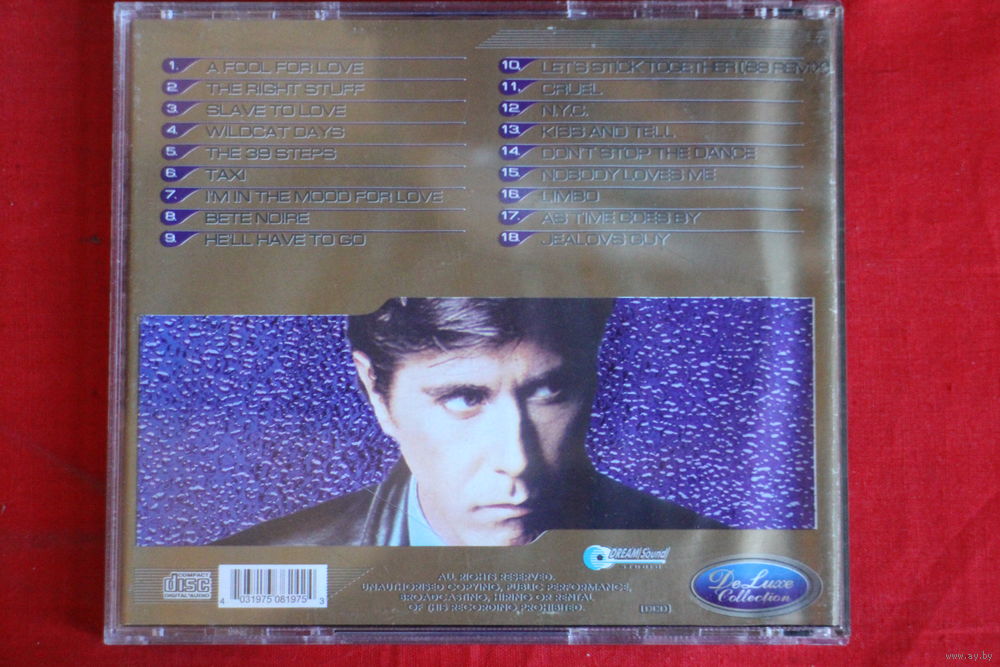 1. A FOOL FOR LOVE
2. THE RIGHT STUFF
3. SLAVE TO LOVE
4. WILDCAT DAYS
5. THE 39 STEPS
6. TAXI
7. I'M IN THE MOOD FOR LOVE
8. BETE NOIRE
9. HE'LL HAVE TO GO
10. LET'S STICK TOGETHER ('88 REMIX)
11. CRUEL
12. N.Y.C.
13. KISS AND TELL
14. DON'T STOP THE DANCE
15. NOBODY LOVES ME
16. LIMBO
17. AS TIME GOES BY
18. JEALOVS GUY
DREAM Sound
STUDIO
De Luxe
Collection
COMPACT
disc
DIGITAL AUDIO
4 031975 081975 3
ALL RIGHTS RESERVED.
UNAUTHORISED COPYING, PUBLIC PERFORMANCE,
BROADCASTING, HIRNG OR RENTAL
OF THIS RECORDING PROHIBITED.
[DCD]
www.ay.by